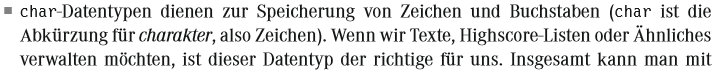 ▪ char-Datentypen dienen zur Speicherung von Zeichen und Buchstaben (char ist die
Abkürzung für charakter, also Zeichen). Wenn wir Texte, Highscore-Listen oder Ähnliches
verwalten möchten, ist dieser Datentyp der richtige für uns. Insgesamt kann man mit